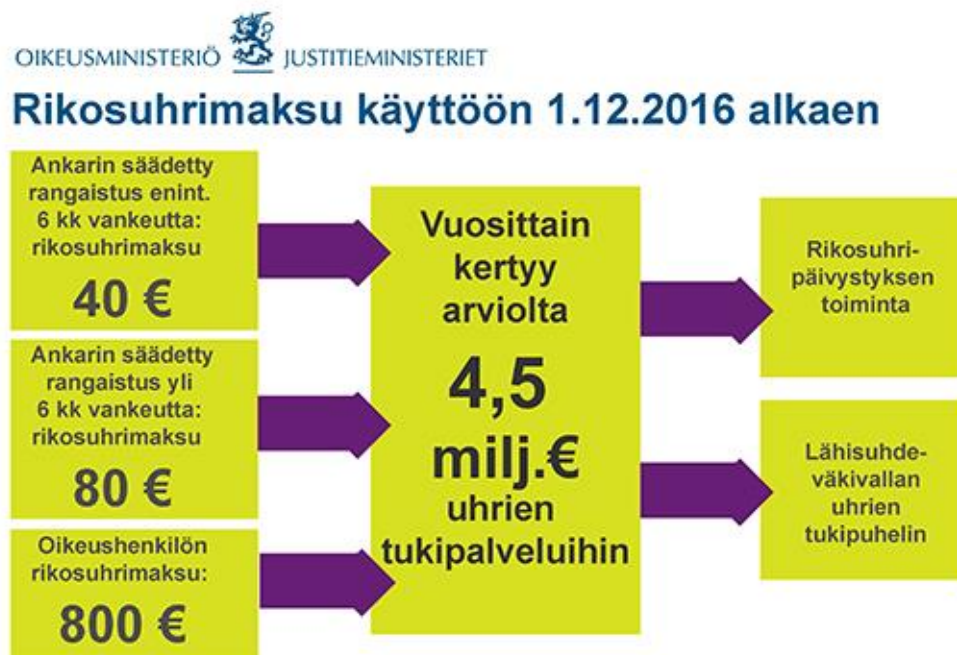 OIKEUSMINISTERIÖ JUSTITIEMINISTERIET
Rikosuhrimaksu käyttöön 1.12.2016 alkaen
Ankarin säädetty
rangaistus enint.
6 kk vankeutta:
rikosuhrimaksu
40 €
Ankarin säädetty
rangaistus yli
6 kk vankeutta:
rikosuhrimaksu
80 €
Oikeushenkilön
rikosuhrimaksu:
800 €
Vuosittain
kertyy
arviolta
4,5
milj.€
uhrien
tukipalveluihin
Rikosuhri-
päivystyksen
toiminta
Lähisuhde-
väkivallan
uhrien
tukipuhelin